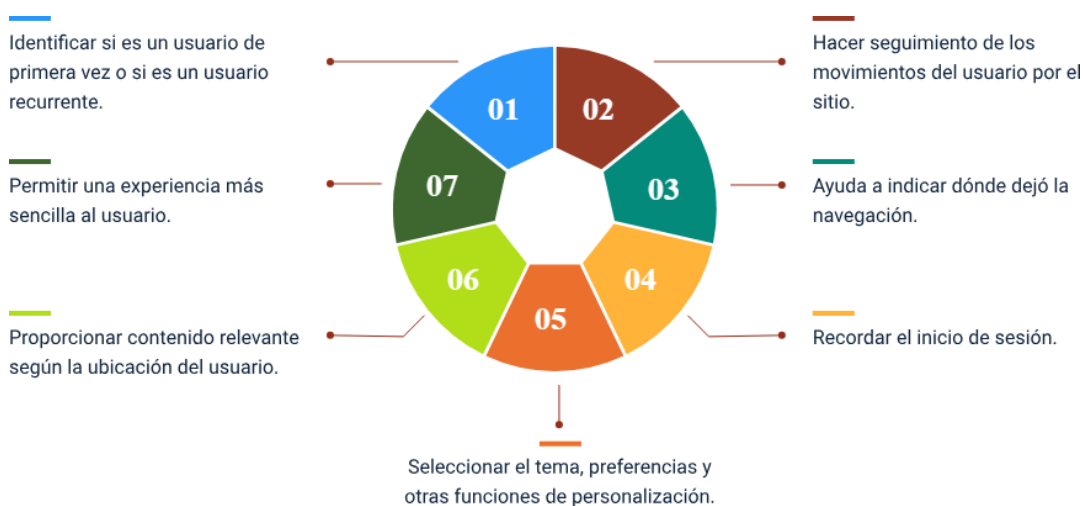 Identificar si es un usuario de
primera vez o si es un usuario
recurrente.
01
02
Hacer seguimiento de los
movimientos del usuario por el
sitio.
Permitir una experiencia más
sencilla al usuario.
07
03
Ayuda a indicar dónde dejó la
navegación.
Proporcionar contenido relevante
según la ubicación del usuario.
06
04
Recordar el inicio de sesión.
05
Seleccionar el tema, preferencias y
otras funciones de personalización.